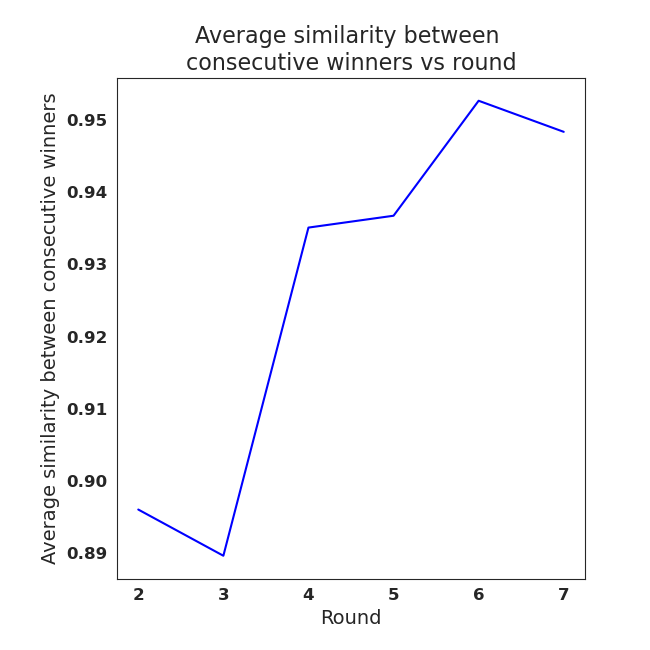 Average similarity between
consecutive winners vs round
Average similarity between consecutive winners
0.95
0.94
0.93
0.92
0.91
0.90
0.89
2 3 4 5 6 7
Round